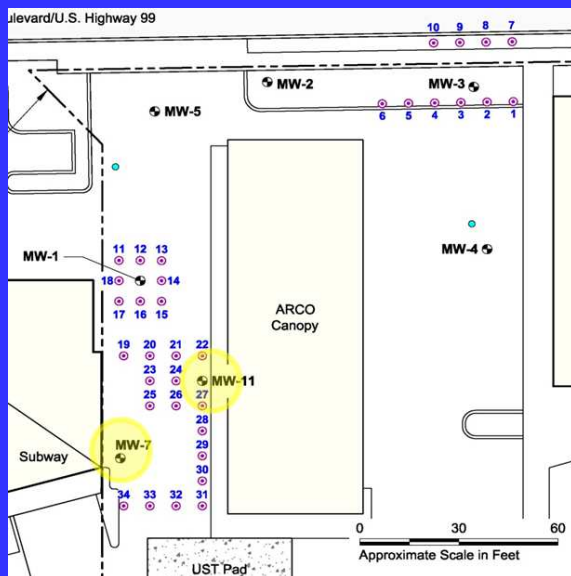 ulevard/U.S. Highway 99
10 9 8 7
MW-2
MW-3
6 5 4 3 2 1
MW-5
MW-4
11 12 13
MW-1
18
14
17 16 15
ARCO
Canopy
19 20 21 22
23 24
MW-11
25 26 27
28
MW-7
29
Subway
30
34 33 32 31
0 30 60
Approximate Scale in Feet
UST Pad